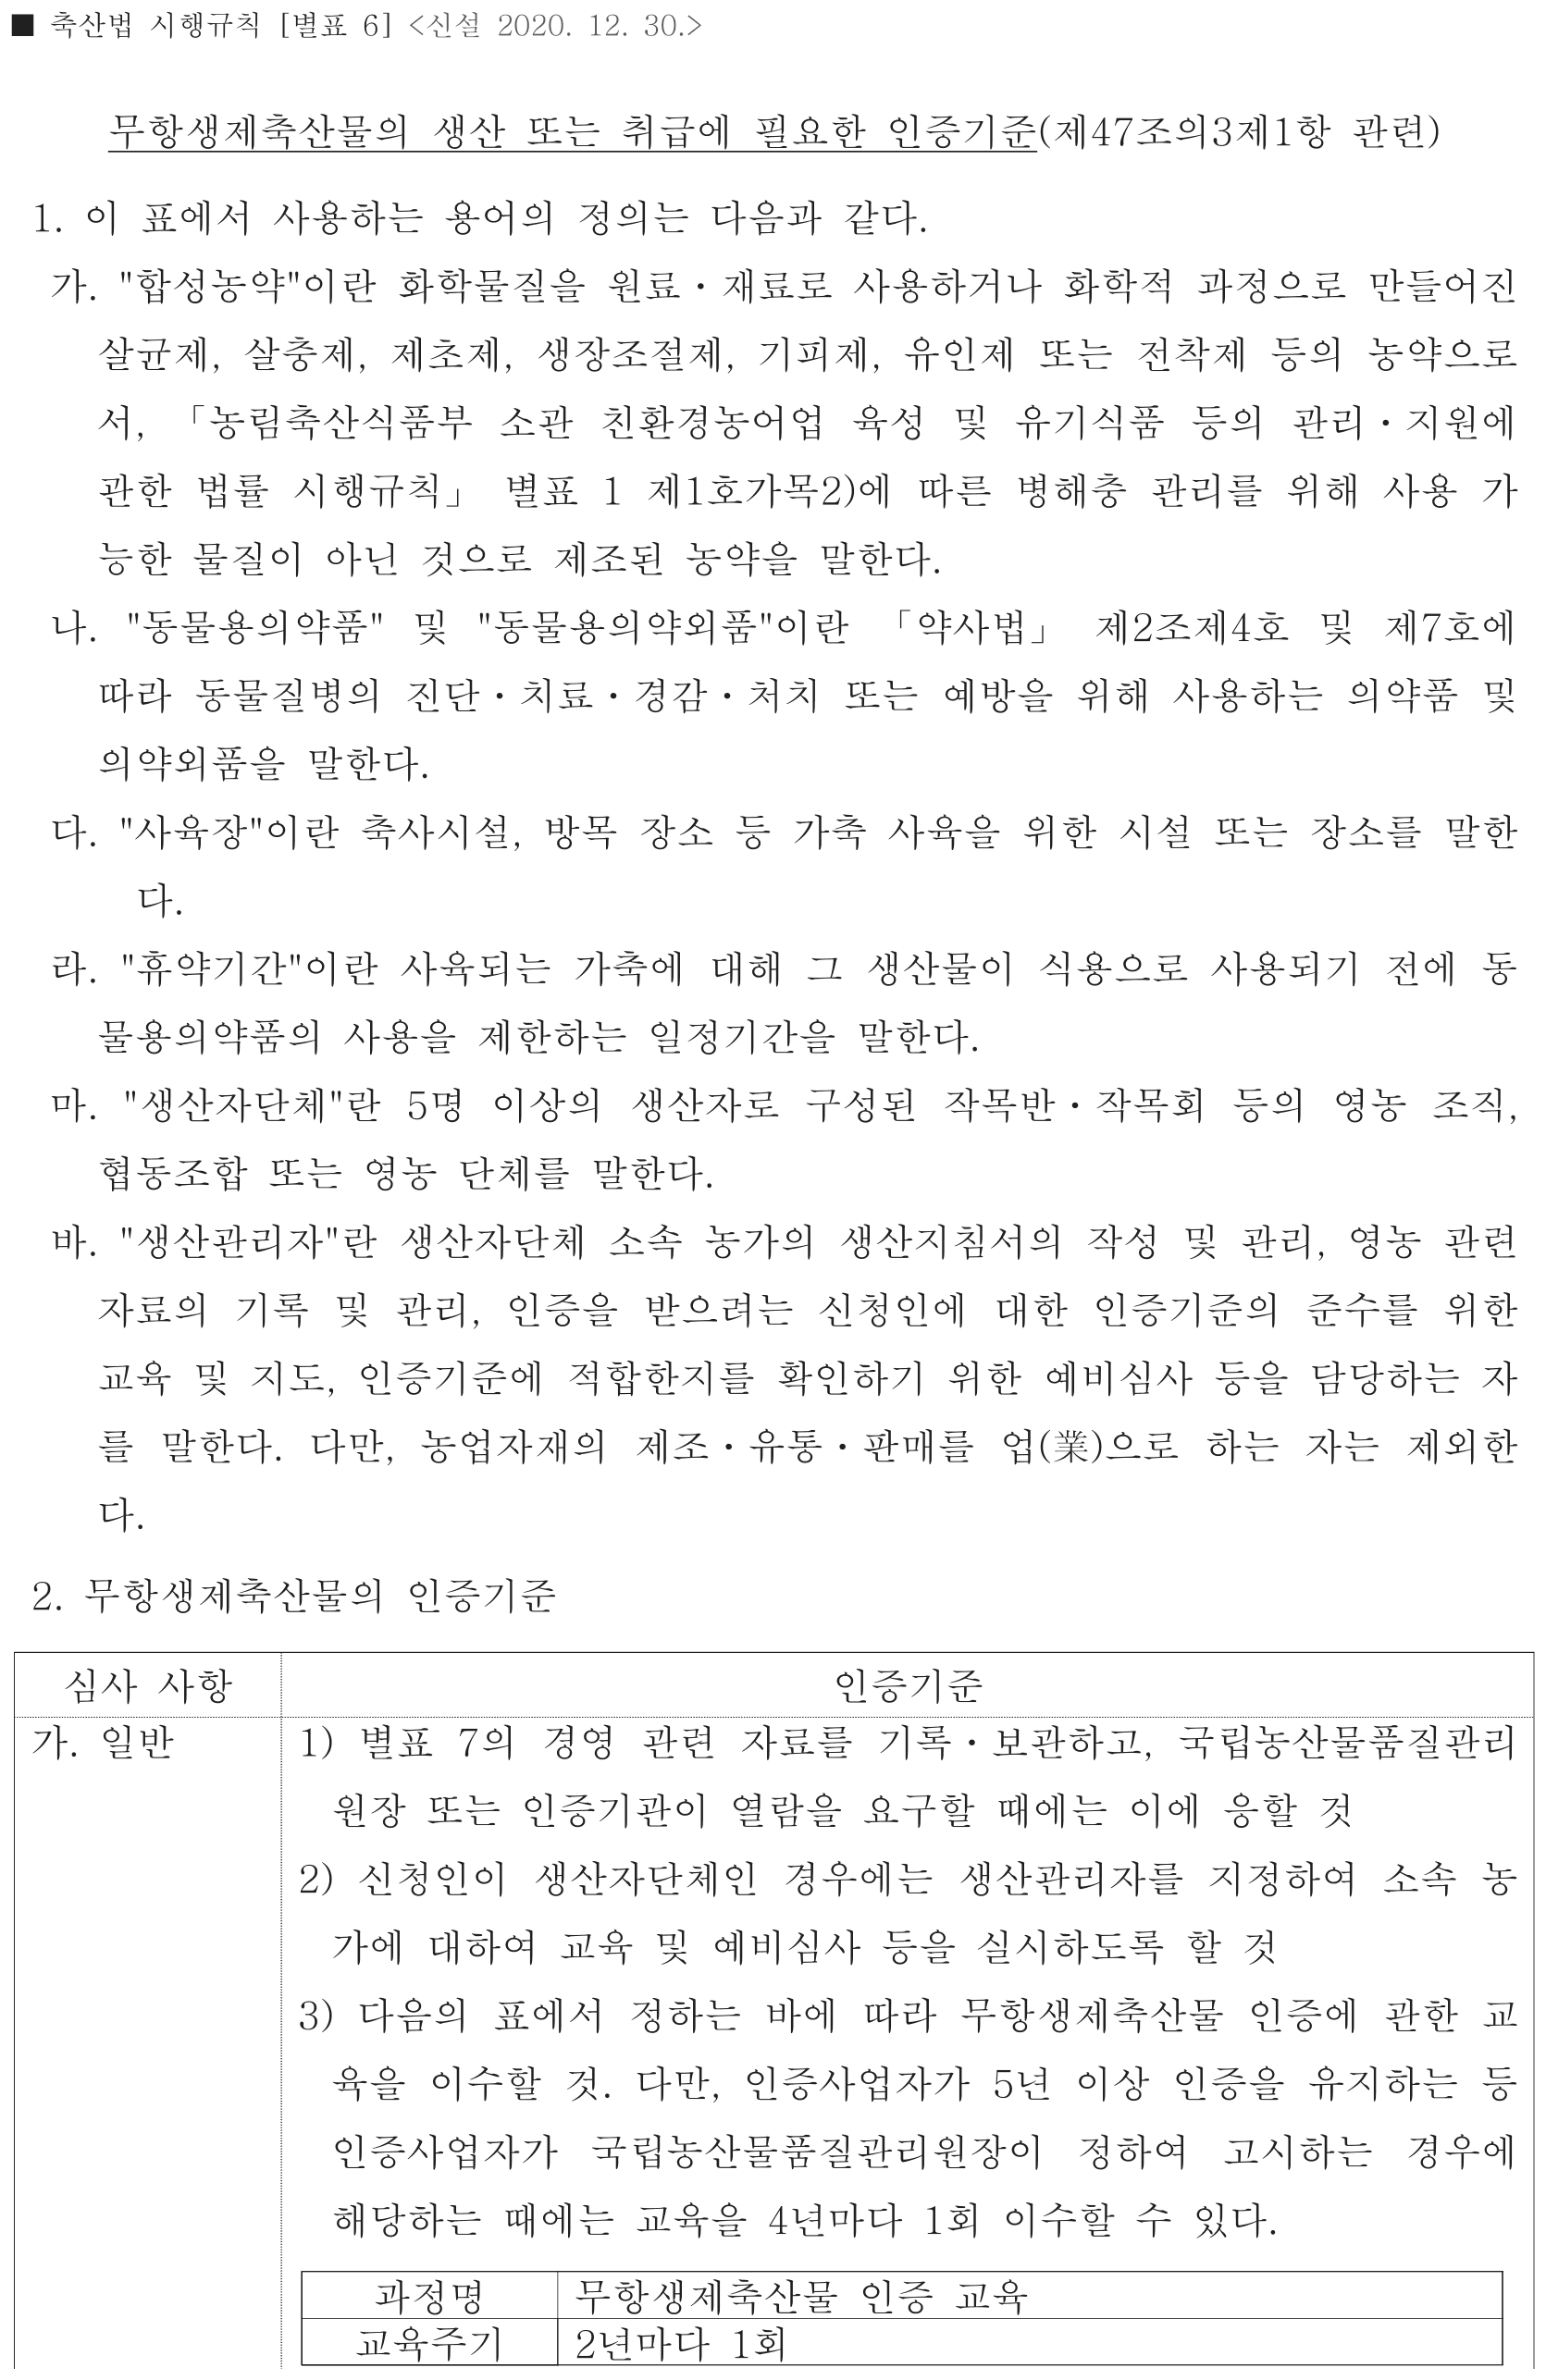 ■ 축산법 시행규칙 [별표 6] <신설 2020. 12. 30.>
무항생제축산물의 생산 또는 취급에 필요한 인증기준(제47조의3제1항 관련)
1. 이 표에서 사용하는 용어의 정의는 다음과 같다.
가. "합성농약"이란 화학물질을 원료·재료로 사용하거나 화학적 과정으로 만들어진
살균제, 살충제, 제초제, 생장조절제, 기피제, 유인제 또는 전착제 등의 농약으로
서, 「농림축산식품부 소관 친환경농어업 육성 및 유기식품 등의 관리·지원에
관한 법률 시행규칙」 별표 1 제1호가목2)에 따른 병해충 관리를 위해 사용 가
능한 물질이 아닌 것으로 제조된 농약을 말한다.
나. "동물용의약품" 및 "동물용의약외품"이란 「약사법」 제2조제4호 및 제7호에
따라 동물질병의 진단·치료·경감·처치 또는 예방을 위해 사용하는 의약품 및
의약외품을 말한다.
다. "사육장"이란 축사시설, 방목 장소 등 가축 사육을 위한 시설 또는 장소를 말한
다.
라. "휴약기간"이란 사육되는 가축에 대해 그 생산물이 식용으로 사용되기 전에 동
물용의약품의 사용을 제한하는 일정기간을 말한다.
마. "생산자단체"란 5명 이상의 생산자로 구성된 작목반·작목회 등의 영농 조직,
협동조합 또는 영농 단체를 말한다.
바. "생산관리자"란 생산자단체 소속 농가의 생산지침서의 작성 및 관리, 영농 관련
자료의 기록 및 관리, 인증을 받으려는 신청인에 대한 인증기준의 준수를 위한
교육 및 지도, 인증기준에 적합한지를 확인하기 위한 예비심사 등을 담당하는 자
를 말한다. 다만, 농업자재의 제조·유통·판매를 업(業)으로 하는 자는 제외한
다.
2. 무항생제축산물의 인증기준
심사 사항 인증기준
가. 일반 1) 별표 7의 경영 관련 자료를 기록·보관하고, 국립농산물품질관리
원장 또는 인증기관이 열람을 요구할 때에는 이에 응할 것
2) 신청인이 생산자단체인 경우에는 생산관리자를 지정하여 소속 농
가에 대하여 교육 및 예비심사 등을 실시하도록 할 것
3) 다음의 표에서 정하는 바에 따라 무항생제축산물 인증에 관한 교
육을 이수할 것. 다만, 인증사업자가 5년 이상 인증을 유지하는 등
인증사업자가 국립농산물품질관리원장이 정하여 고시하는 경우에
해당하는 때에는 교육을 4년마다 1회 이수할 수 있다.
과정명 무항생제축산물 인증 교육
교육주기 2년마다 1회